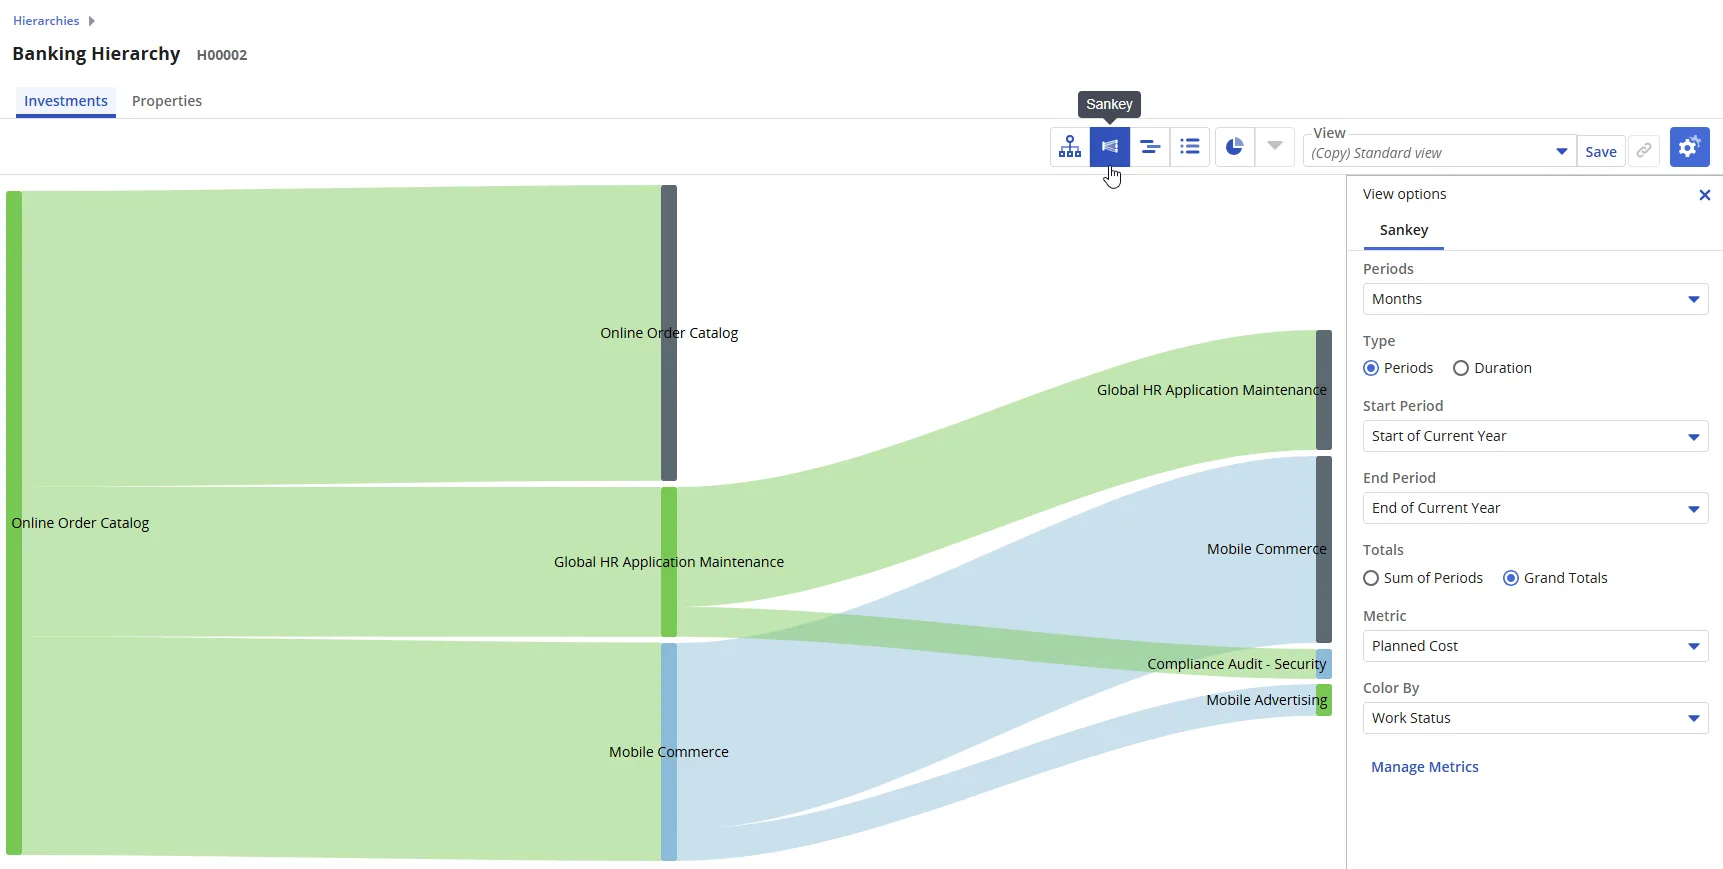 Hierarchies
Banking Hierarchy H00002
Investments Properties
Sankey
View
(Copy) Standard view
Save
View options
Sankey
Periods
Months
Type
Periods Duration
Start Period
Start of Current Year
End Period
End of Current Year
Totals
Sum of Periods Grand Totals
Metric
Planned Cost
Color By
Work Status
Manage Metrics
Online Order Catalog
Online Order Catalog
Global HR Application Maintenance
Mobile Commerce
Global HR Application Maintenance
Mobile Commerce
Compliance Audit - Security
Mobile Advertising